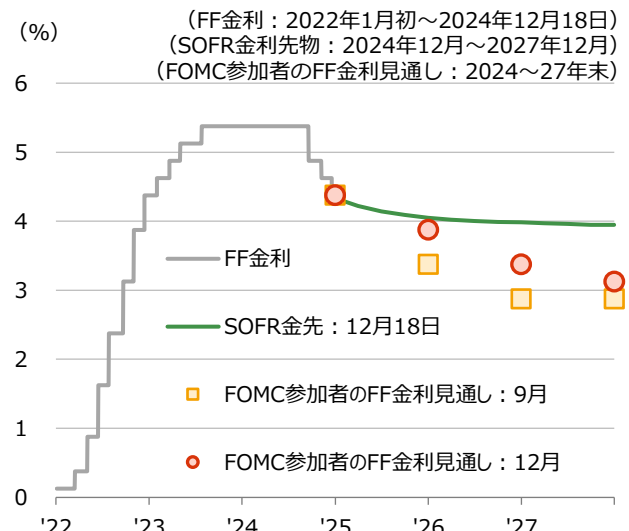 （%）
（FF金利：2022年1月初～2024年12月18日）
（SOFR金利先物：2024年12月～2027年12月）
（FOMC参加者のFF金利見通し：2024～27年末）
6
5
4
3
2
1
0
FF金利
SOFR金先：12月18日
FOMC参加者のFF金利見通し：9月
FOMC参加者のFF金利見通し：12月
'22 '23 '24 '25 '26 '27